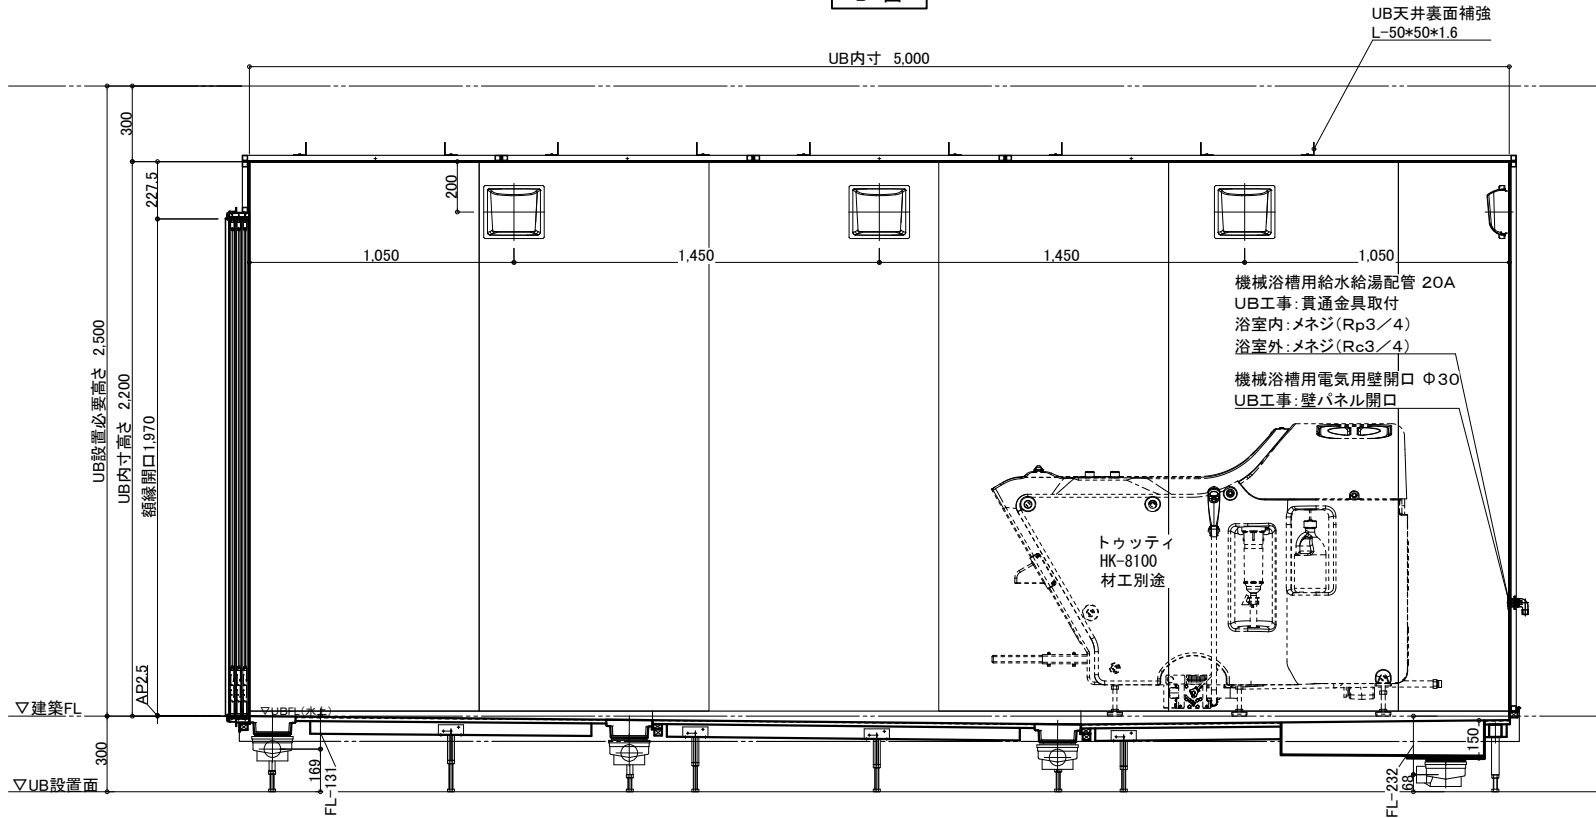 UB天井裏面補強
L-50*50*1.6
UB内寸 5,000
300
227.5
200
1,050
1,450
1,450
1,050
機械浴槽用給水給湯配管 20A
UB工事:貫通金具取付
浴室内:メネジ(Rp3/4)
浴室外:メネジ(Rc3/4)
機械浴槽用電気用壁開口 Φ30
UB工事:壁パネル開口
UB設置必要高さ 2,500
UB内寸高さ 2,200
額縁開口1,970
トゥッティ
HK-8100
材工別途
AP2.5
▽建築FL
▽UBFL(水上)
300
169
FL-131
150
FL-232
68
▽UB設置面